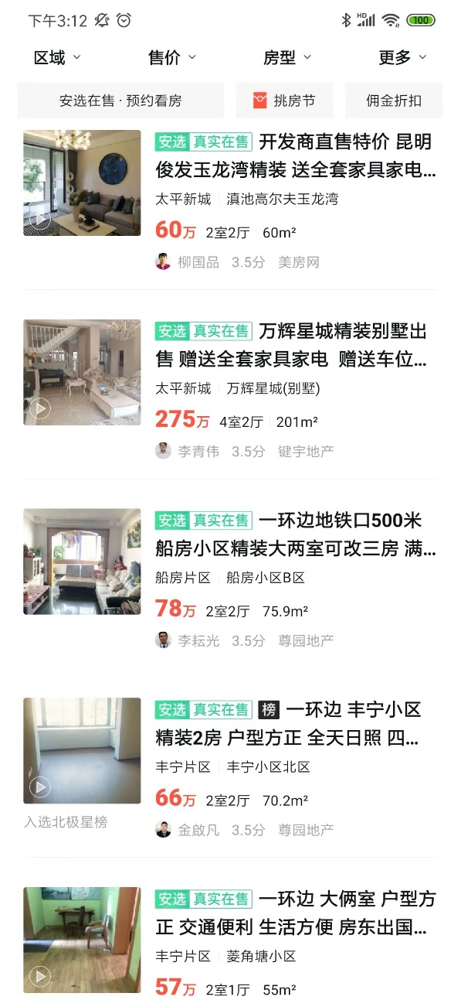 下午3:12
HD
100
区域 售价 房型 更多
安选在售·预约看房 挑房节 佣金折扣
安选 真实在售 开发商直售特价 昆明
俊发玉龙湾精装 送全套家具家电...
太平新城 滇池高尔夫玉龙湾
60万 2室2厅 60m²
柳国品 3.5分 美房网
安选 真实在售 万辉星城精装别墅出
售 赠送全套家具家电 赠送车位...
太平新城 万辉星城(别墅)
275万 4室2厅 201m²
李青伟 3.5分 键宇地产
安选 真实在售 一环边地铁口500米
船房小区精装大两室可改三房 满...
船房片区 船房小区B区
78万 2室2厅 75.9m²
李耘光 3.5分 尊园地产
安选 真实在售 榜 一环边 丰宁小区
精装2房 户型方正 全天日照 四...
丰宁片区 丰宁小区北区
66万 2室2厅 70.2m²
入选北极星榜
金啟凡 3.5分 尊园地产
安选 真实在售 一环边 大俩室 户型方
正 交通便利 生活方便 房东出国...
丰宁片区 菱角塘小区
57万 2室1厅 55m²